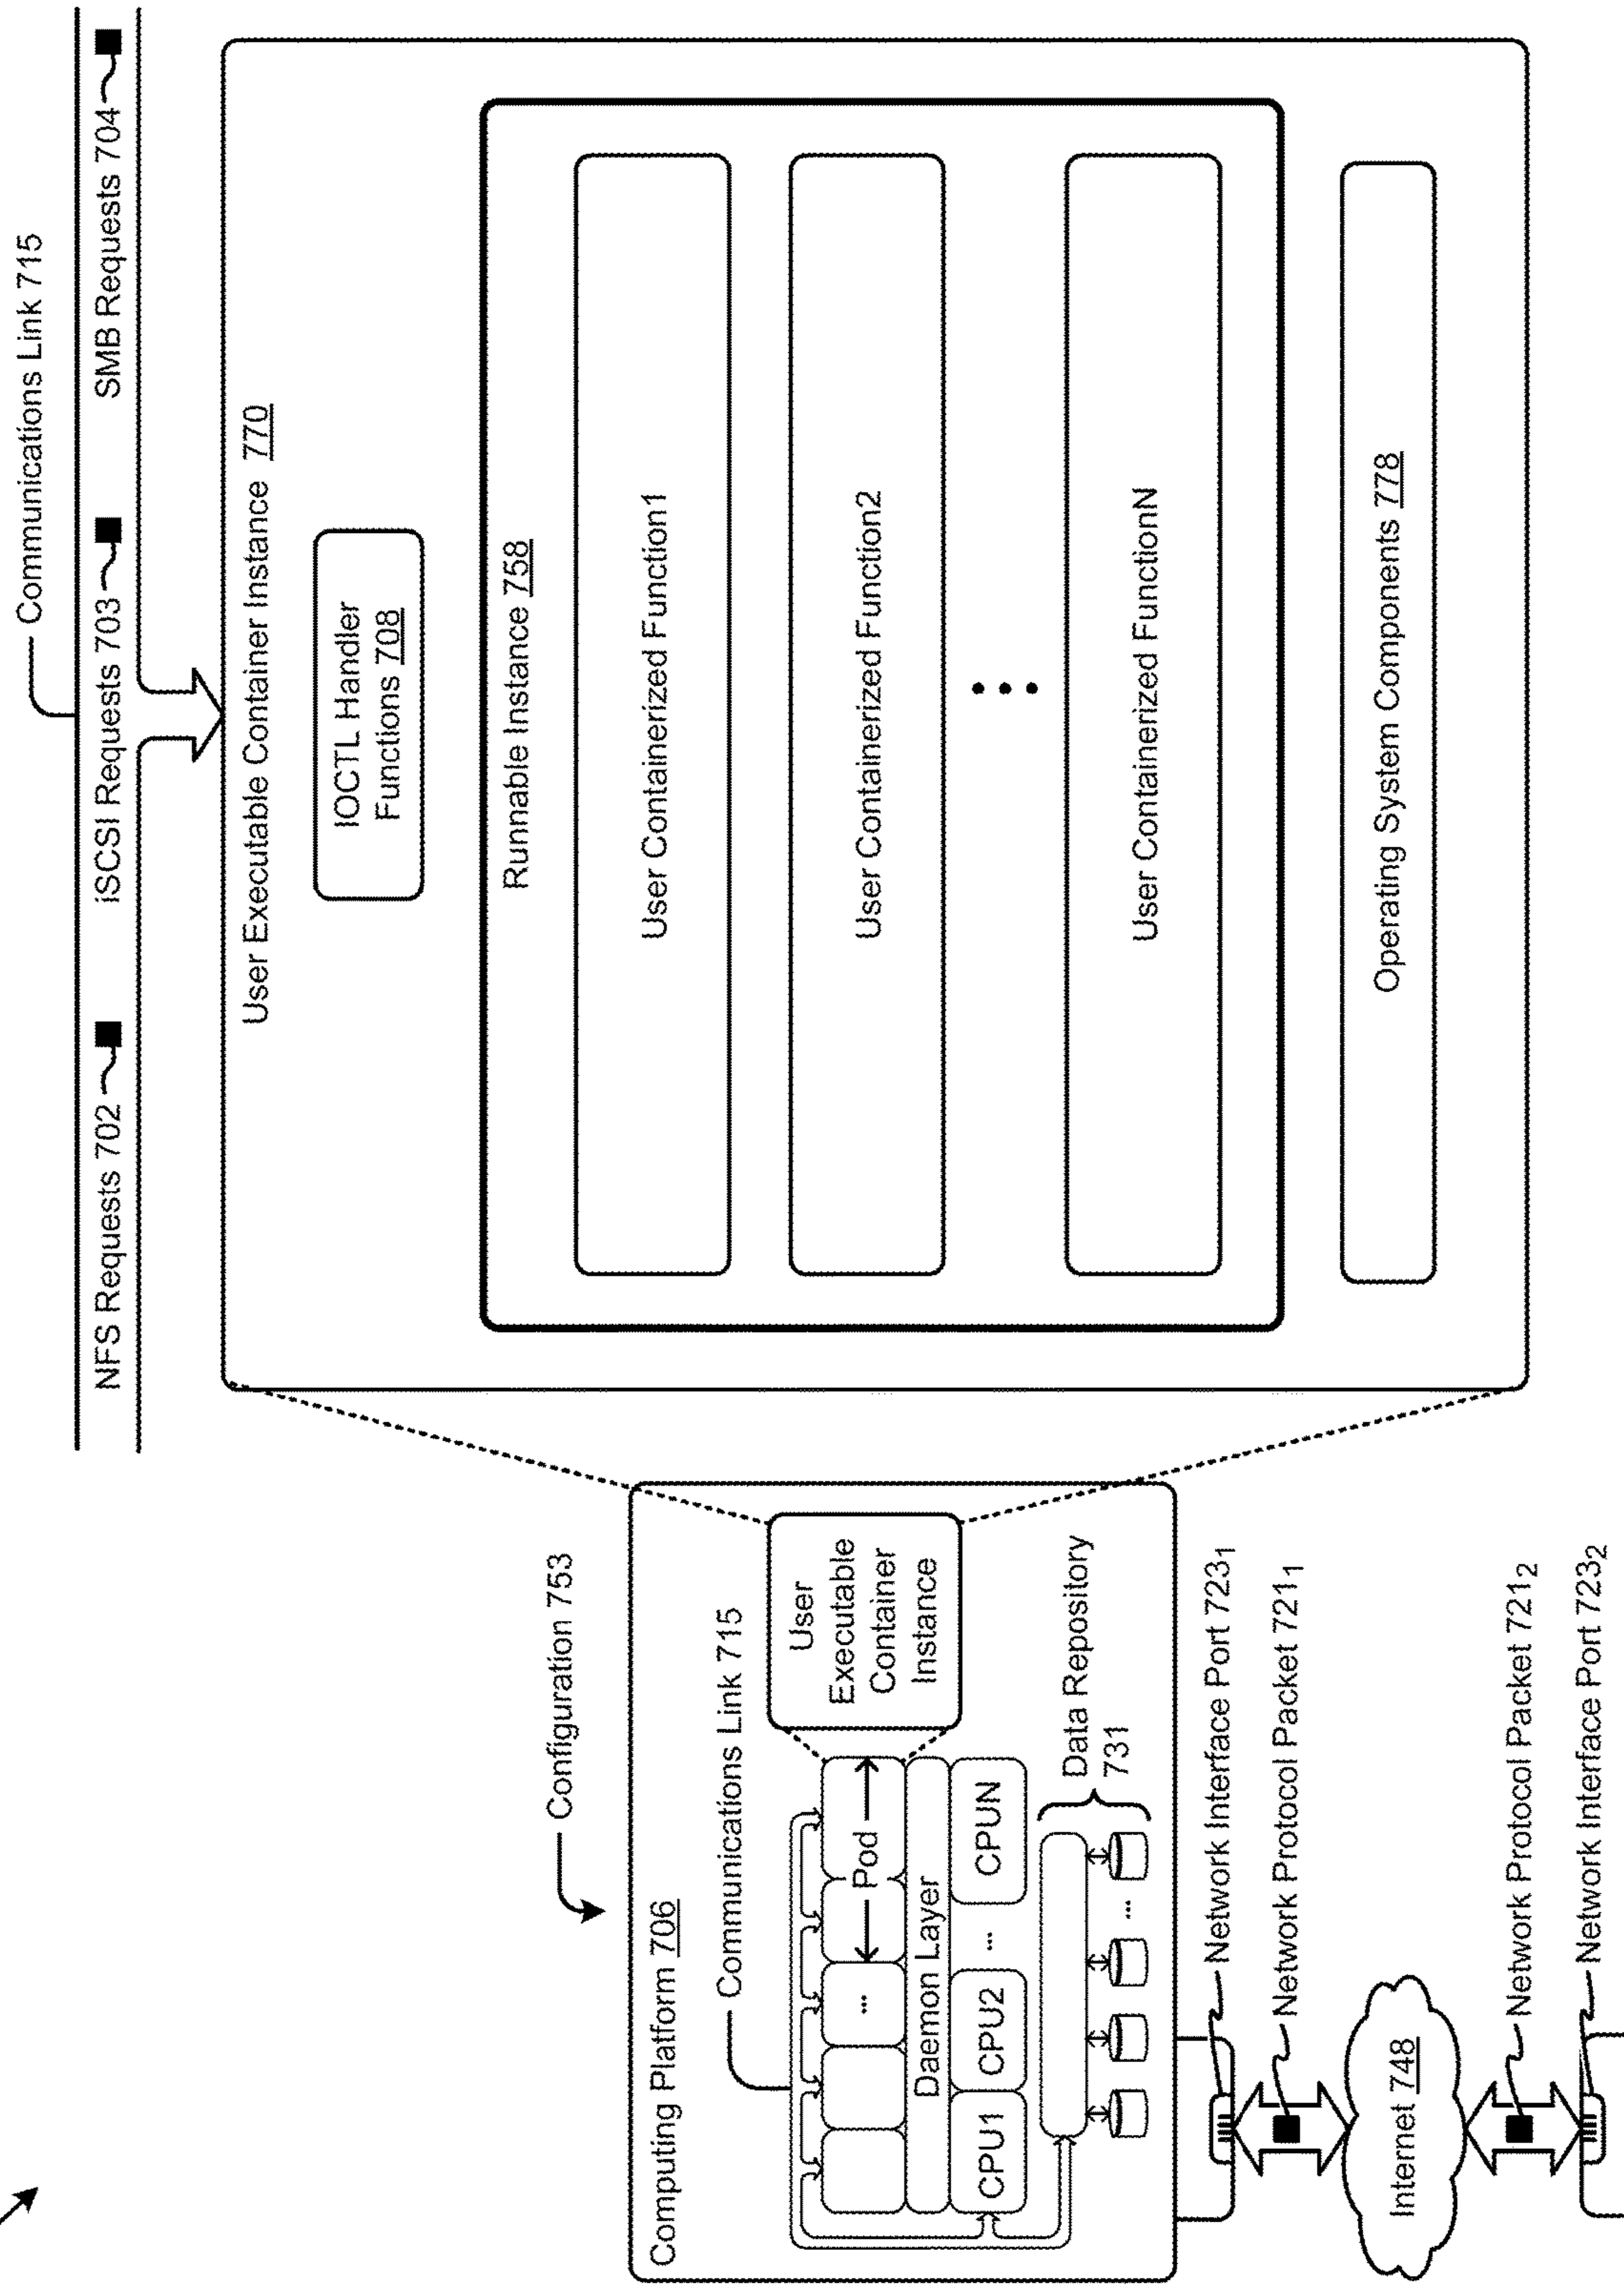 Communications Link 715
NFS Requests 702
iSCSI Requests 703
SMB Requests 704
User Executable Container Instance 770
IOCTL Handler
Functions 708
Runnable Instance 758
User Containerized Function1
User Containerized Function2
• • •
User Containerized FunctionN
Operating System Components 778
Configuration 753
Computing Platform 706
Communications Link 715
User
Executable
Container
Instance
...
Pod
Daemon Layer
CPU1
CPU2
...
CPUN
Data Repository
731
...
Network Interface Port 723₁
Network Protocol Packet 721₁
Internet 748
Network Protocol Packet 721₂
Network Interface Port 723₂